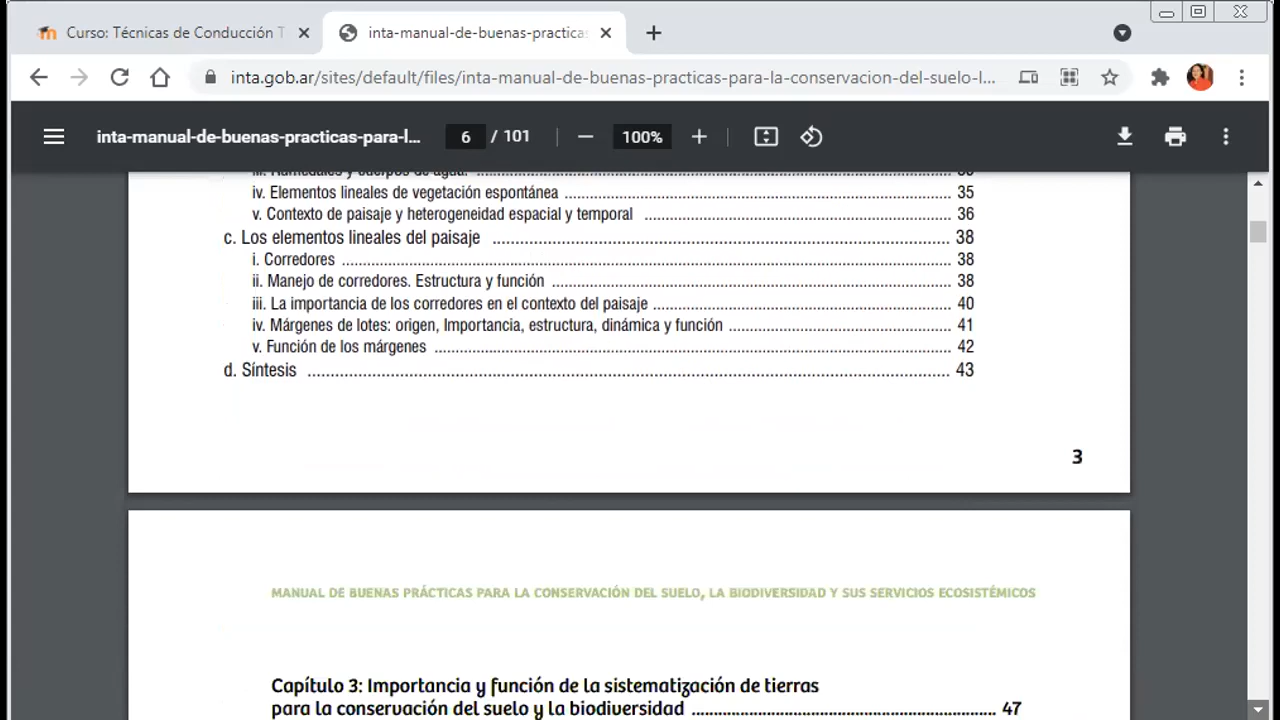 Curso: Técnicas de Conducción T
inta-manual-de-buenas-practicas
inta.gob.ar/sites/default/files/inta-manual-de-buenas-practicas-para-la-conservacion-del-suelo-l...
inta-manual-de-buenas-practicas-para-l... 6 / 101 100%
iii. Humedales y cuerpos de agua.
iv. Elementos lineales de vegetación espontánea 35
v. Contexto de paisaje y heterogeneidad espacial y temporal 36
c. Los elementos lineales del paisaje 38
i. Corredores 38
ii. Manejo de corredores. Estructura y función 38
iii. La importancia de los corredores en el contexto del paisaje 40
iv. Márgenes de lotes: origen, Importancia, estructura, dinámica y función 41
v. Función de los márgenes 42
d. Síntesis 43
3
MANUAL DE BUENAS PRÁCTICAS PARA LA CONSERVACIÓN DEL SUELO, LA BIODIVERSIDAD Y SUS SERVICIOS ECOSISTÉMICOS
Capítulo 3: Importancia y función de la sistematización de tierras
para la conservación del suelo y la biodiversidad 47